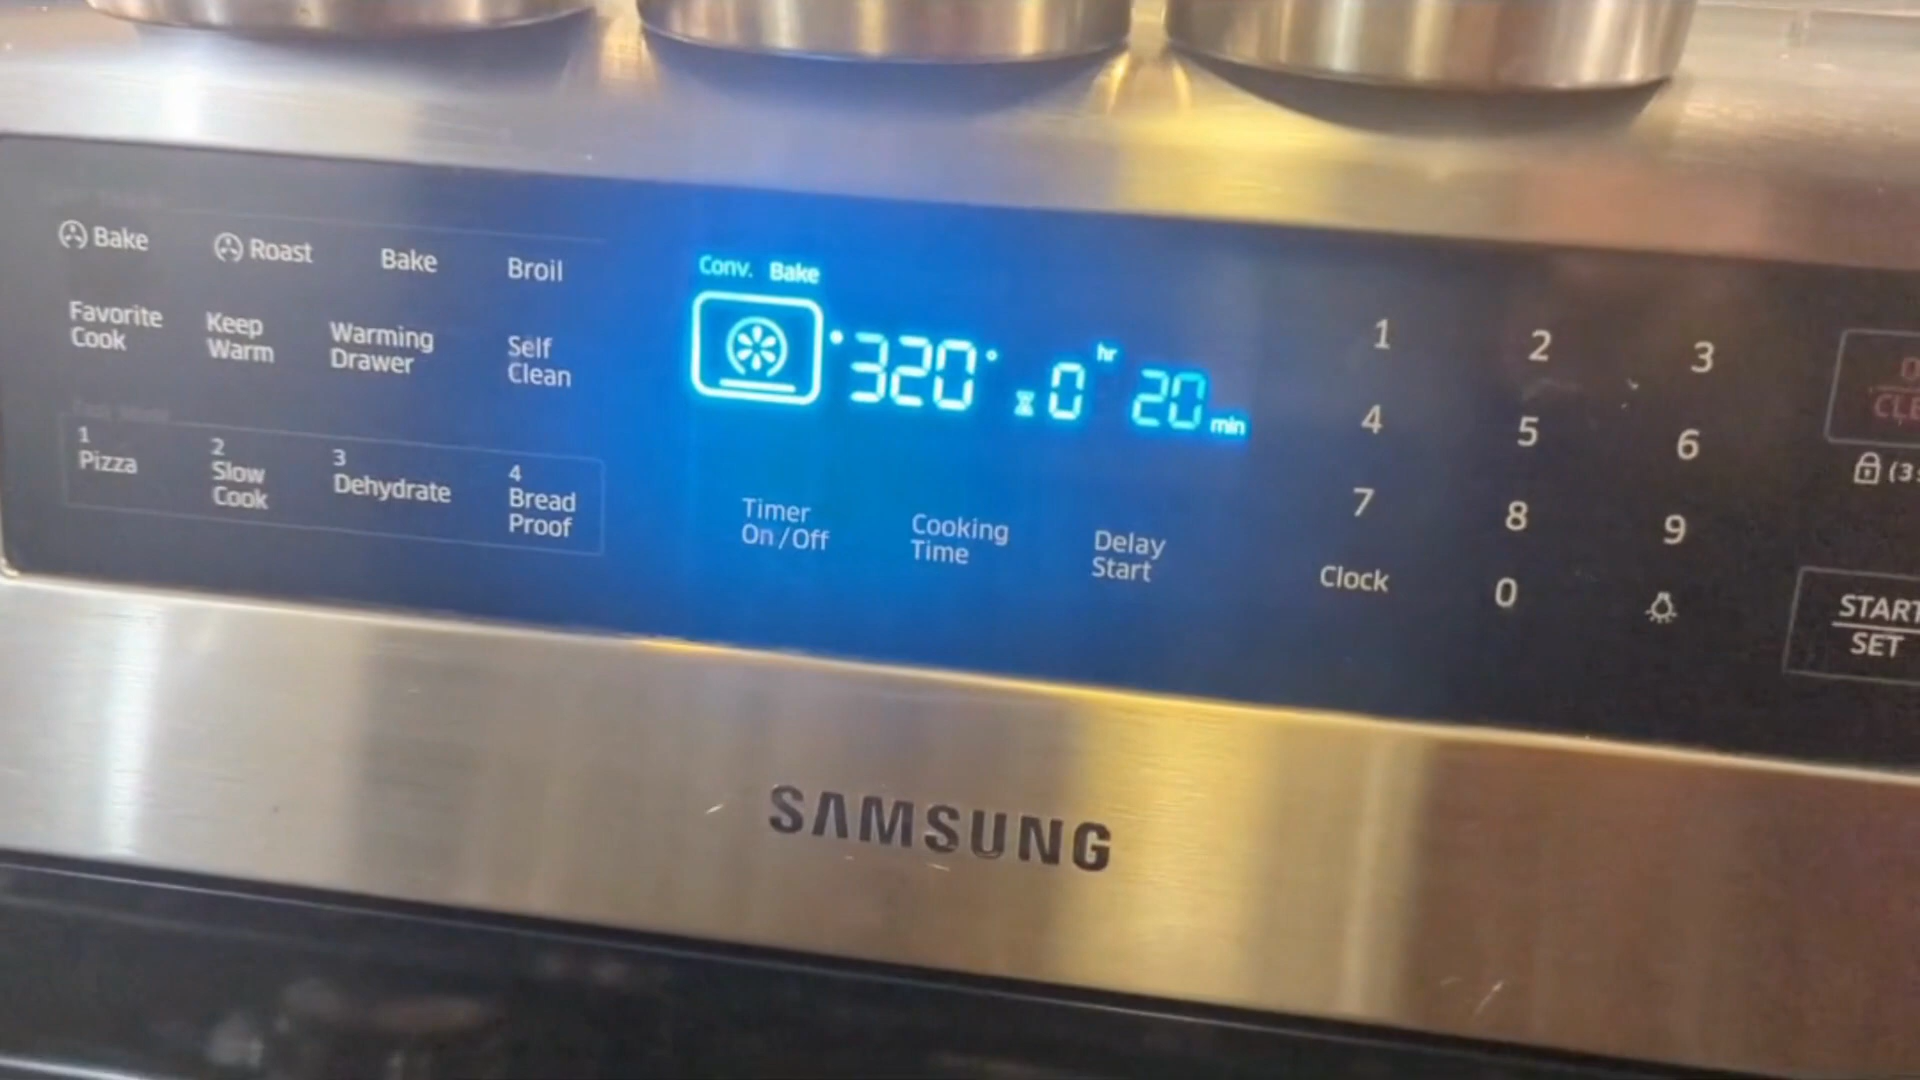 Bake Roast Bake Broil
Favorite Cook Keep Warm Warming Drawer Self Clean
1 Pizza 2 Slow Cook 3 Dehydrate 4 Bread Proof
Conv. Bake
320° 0 hr 20 min
Timer On/Off Cooking Time Delay Start
1 2 3
4 5 6
7 8 9
Clock 0
(3
START
SET
SAMSUNG